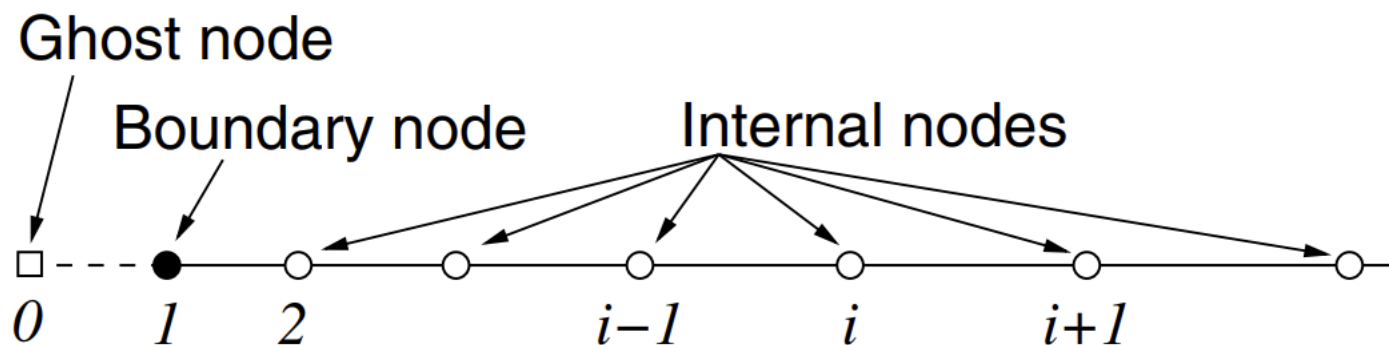 Ghost node
Boundary node
Internal nodes
0 1 2 i−1 i i+1